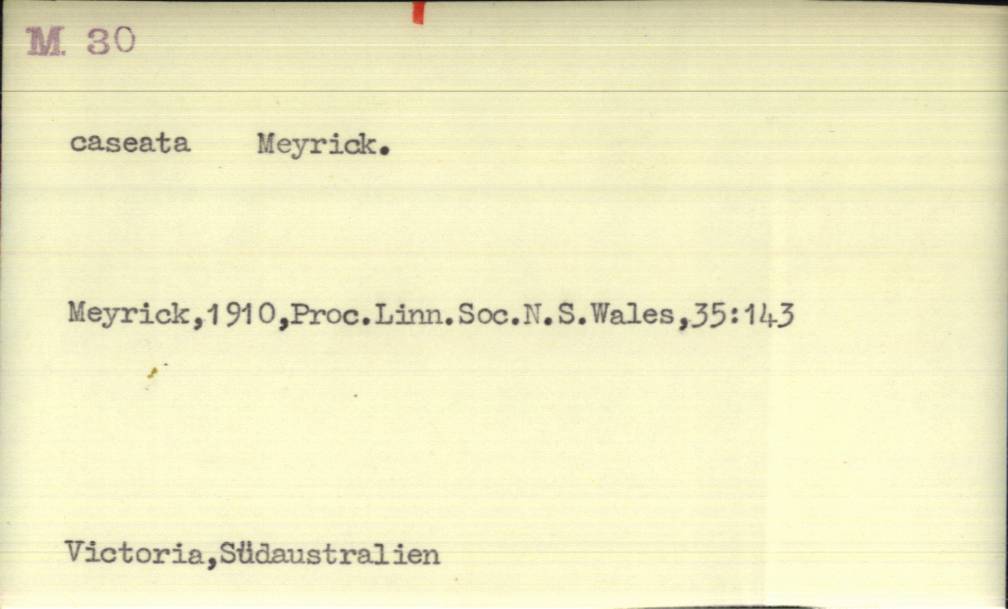 M. 30
caseata Meyrick.
Meyrick,1910,Proc.Linn.Soc.N.S.Wales,35:143
Victoria,Südaustralien